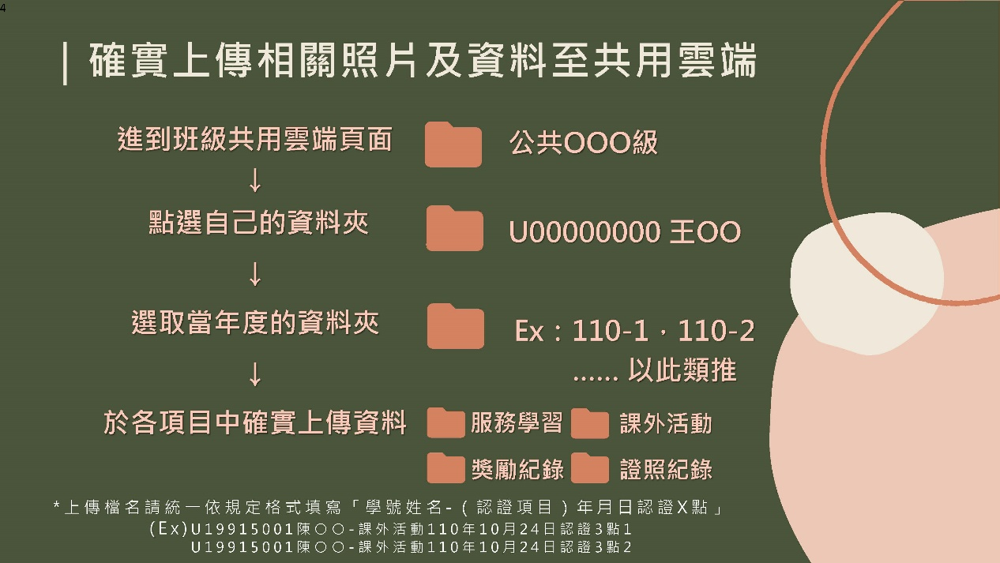 4
｜確實上傳相關照片及資料至共用雲端
進到班級共用雲端頁面
公共OOO級
↓
點選自己的資料夾
U00000000 王OO
↓
選取當年度的資料夾
Ex：110-1，110-2
...... 以此類推
↓
於各項目中確實上傳資料
服務學習
課外活動
獎勵紀錄
證照紀錄
*上傳檔名請統一依規定格式填寫「學號姓名-(認證項目)年月日認證X點」
(Ex)U19915001陳〇〇-課外活動110年10月24日認證3點1
U19915001陳〇〇-課外活動110年10月24日認證3點2